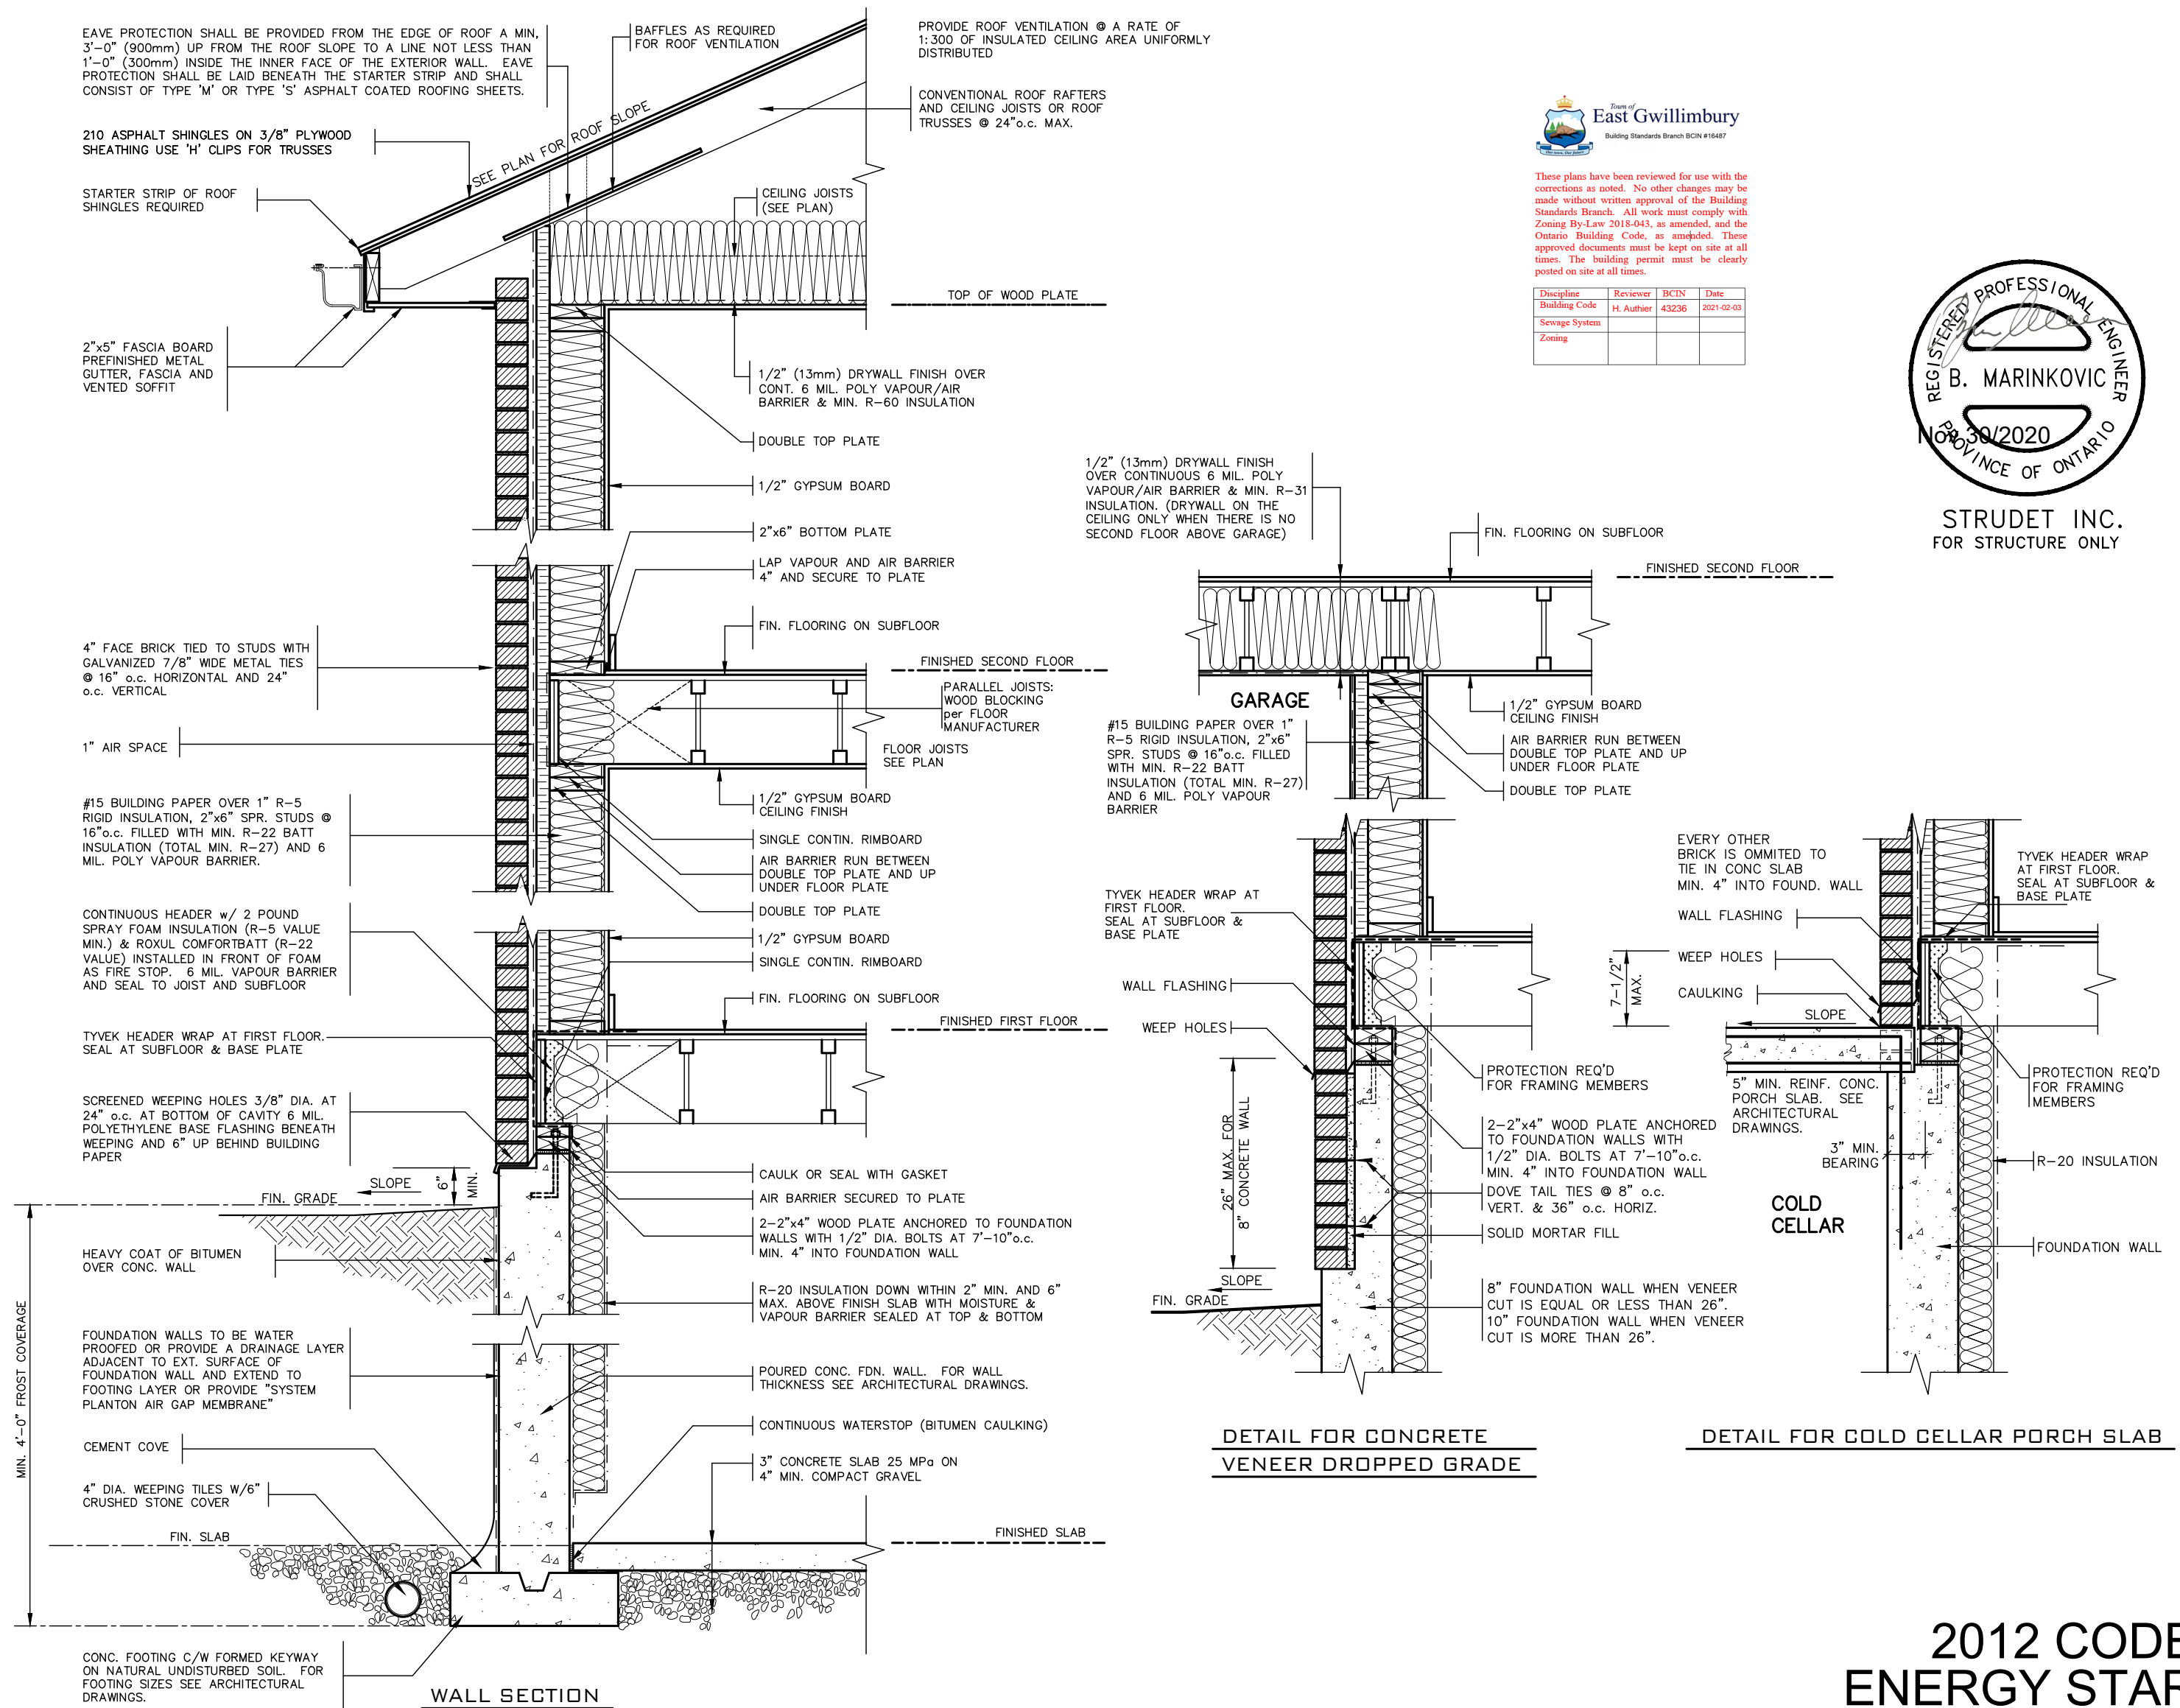 EAVE PROTECTION SHALL BE PROVIDED FROM THE EDGE OF ROOF A MIN,
3'-0" (900mm) UP FROM THE ROOF SLOPE TO A LINE NOT LESS THAN
1'-0" (300mm) INSIDE THE INNER FACE OF THE EXTERIOR WALL. EAVE
PROTECTION SHALL BE LAID BENEATH THE STARTER STRIP AND SHALL
CONSIST OF TYPE 'M' OR TYPE 'S' ASPHALT COATED ROOFING SHEETS.
210 ASPHALT SHINGLES ON 3/8" PLYWOOD
SHEATHING USE 'H' CLIPS FOR TRUSSES
STARTER STRIP OF ROOF
SHINGLES REQUIRED
2"x5" FASCIA BOARD
PREFINISHED METAL
GUTTER, FASCIA AND
VENTED SOFFIT
4" FACE BRICK TIED TO STUDS WITH
GALVANIZED 7/8" WIDE METAL TIES
@ 16" o.c. HORIZONTAL AND 24"
o.c. VERTICAL
1" AIR SPACE
#15 BUILDING PAPER OVER 1" R-5
RIGID INSULATION, 2"x6" SPR. STUDS @
16"o.c. FILLED WITH MIN. R-22 BATT
INSULATION (TOTAL MIN. R-27) AND 6
MIL. POLY VAPOUR BARRIER.
CONTINUOUS HEADER w/ 2 POUND
SPRAY FOAM INSULATION (R-5 VALUE
MIN.) & ROXUL COMFORTBATT (R-22
VALUE) INSTALLED IN FRONT OF FOAM
AS FIRE STOP. 6 MIL. VAPOUR BARRIER
AND SEAL TO JOIST AND SUBFLOOR
TYVEK HEADER WRAP AT FIRST FLOOR.
SEAL AT SUBFLOOR & BASE PLATE
SCREENED WEEPING HOLES 3/8" DIA. AT
24" o.c. AT BOTTOM OF CAVITY 6 MIL.
POLYETHYLENE BASE FLASHING BENEATH
WEEPING AND 6" UP BEHIND BUILDING
PAPER
FIN. GRADE
SLOPE
6"
MIN.
HEAVY COAT OF BITUMEN
OVER CONC. WALL
MIN. 4'-0" FROST COVERAGE
FOUNDATION WALLS TO BE WATER
PROOFED OR PROVIDE A DRAINAGE LAYER
ADJACENT TO EXT. SURFACE OF
FOUNDATION WALL AND EXTEND TO
FOOTING LAYER OR PROVIDE "SYSTEM
PLANTON AIR GAP MEMBRANE"
CEMENT COVE
4" DIA. WEEPING TILES W/6"
CRUSHED STONE COVER
FIN. SLAB
CONC. FOOTING C/W FORMED KEYWAY
ON NATURAL UNDISTURBED SOIL. FOR
FOOTING SIZES SEE ARCHITECTURAL
DRAWINGS.
WALL SECTION
SEE PLAN FOR ROOF SLOPE
BAFFLES AS REQUIRED
FOR ROOF VENTILATION
PROVIDE ROOF VENTILATION @ A RATE OF
1:300 OF INSULATED CEILING AREA UNIFORMLY
DISTRIBUTED
CONVENTIONAL ROOF RAFTERS
AND CEILING JOISTS OR ROOF
TRUSSES @ 24"o.c. MAX.
CEILING JOISTS
(SEE PLAN)
TOP OF WOOD PLATE
1/2" (13mm) DRYWALL FINISH OVER
CONT. 6 MIL. POLY VAPOUR/AIR
BARRIER & MIN. R-60 INSULATION
DOUBLE TOP PLATE
1/2" GYPSUM BOARD
2"x6" BOTTOM PLATE
LAP VAPOUR AND AIR BARRIER
4" AND SECURE TO PLATE
FIN. FLOORING ON SUBFLOOR
FINISHED SECOND FLOOR
PARALLEL JOISTS:
WOOD BLOCKING
per FLOOR
MANUFACTURER
FLOOR JOISTS
SEE PLAN
1/2" GYPSUM BOARD
CEILING FINISH
SINGLE CONTIN. RIMBOARD
AIR BARRIER RUN BETWEEN
DOUBLE TOP PLATE AND UP
UNDER FLOOR PLATE
DOUBLE TOP PLATE
1/2" GYPSUM BOARD
SINGLE CONTIN. RIMBOARD
FIN. FLOORING ON SUBFLOOR
FINISHED FIRST FLOOR
CAULK OR SEAL WITH GASKET
AIR BARRIER SECURED TO PLATE
2-2"x4" WOOD PLATE ANCHORED TO FOUNDATION
WALLS WITH 1/2" DIA. BOLTS AT 7'-10"o.c.
MIN. 4" INTO FOUNDATION WALL
R-20 INSULATION DOWN WITHIN 2" MIN. AND 6"
MAX. ABOVE FINISH SLAB WITH MOISTURE &
VAPOUR BARRIER SEALED AT TOP & BOTTOM
POURED CONC. FDN. WALL. FOR WALL
THICKNESS SEE ARCHITECTURAL DRAWINGS.
CONTINUOUS WATERSTOP (BITUMEN CAULKING)
3" CONCRETE SLAB 25 MPa ON
4" MIN. COMPACT GRAVEL
FINISHED SLAB
1/2" (13mm) DRYWALL FINISH
OVER CONTINUOUS 6 MIL. POLY
VAPOUR/AIR BARRIER & MIN. R-31
INSULATION. (DRYWALL ON THE
CEILING ONLY WHEN THERE IS NO
SECOND FLOOR ABOVE GARAGE)
FIN. FLOORING ON SUBFLOOR
FINISHED SECOND FLOOR
GARAGE
#15 BUILDING PAPER OVER 1"
R-5 RIGID INSULATION, 2"x6"
SPR. STUDS @ 16"o.c. FILLED
WITH MIN. R-22 BATT
INSULATION (TOTAL MIN. R-27)
AND 6 MIL. POLY VAPOUR
BARRIER
1/2" GYPSUM BOARD
CEILING FINISH
AIR BARRIER RUN BETWEEN
DOUBLE TOP PLATE AND UP
UNDER FLOOR PLATE
DOUBLE TOP PLATE
TYVEK HEADER WRAP AT
FIRST FLOOR.
SEAL AT SUBFLOOR &
BASE PLATE
WALL FLASHING
WEEP HOLES
26" MAX. FOR
8" CONCRETE WALL
SLOPE
FIN. GRADE
PROTECTION REQ'D
FOR FRAMING MEMBERS
2-2"x4" WOOD PLATE ANCHORED
TO FOUNDATION WALLS WITH
1/2" DIA. BOLTS AT 7'-10"o.c.
MIN. 4" INTO FOUNDATION WALL
DOVE TAIL TIES @ 8" o.c.
VERT. & 36" o.c. HORIZ.
SOLID MORTAR FILL
8" FOUNDATION WALL WHEN VENEER
CUT IS EQUAL OR LESS THAN 26".
10" FOUNDATION WALL WHEN VENEER
CUT IS MORE THAN 26".
DETAIL FOR CONCRETE
VENEER DROPPED GRADE
EVERY OTHER
BRICK IS OMMITED TO
TIE IN CONC SLAB
MIN. 4" INTO FOUND. WALL
WALL FLASHING
WEEP HOLES
CAULKING
7-1/2"
MAX.
SLOPE
TYVEK HEADER WRAP
AT FIRST FLOOR.
SEAL AT SUBFLOOR &
BASE PLATE
5" MIN. REINF. CONC.
PORCH SLAB. SEE
ARCHITECTURAL
DRAWINGS.
3" MIN.
BEARING
COLD
CELLAR
PROTECTION REQ'D
FOR FRAMING
MEMBERS
R-20 INSULATION
FOUNDATION WALL
DETAIL FOR COLD CELLAR PORCH SLAB
Town of
East Gwillimbury
Building Standards Branch BCIN #16487
Our town, Our future
These plans have been reviewed for use with the
corrections as noted. No other changes may be
made without written approval of the Building
Standards Branch. All work must comply with
Zoning By-Law 2018-043, as amended, and the
Ontario Building Code, as amended. These
approved documents must be kept on site at all
times. The building permit must be clearly
posted on site at all times.
Discipline Reviewer BCIN Date
Building Code H. Authier 43236 2021-02-03
Sewage System
Zoning
REGISTERED PROFESSIONAL ENGINEER
B. MARINKOVIC
Nov 30/2020
PROVINCE OF ONTARIO
STRUDET INC.
FOR STRUCTURE ONLY
2012 CODE
ENERGY STAR